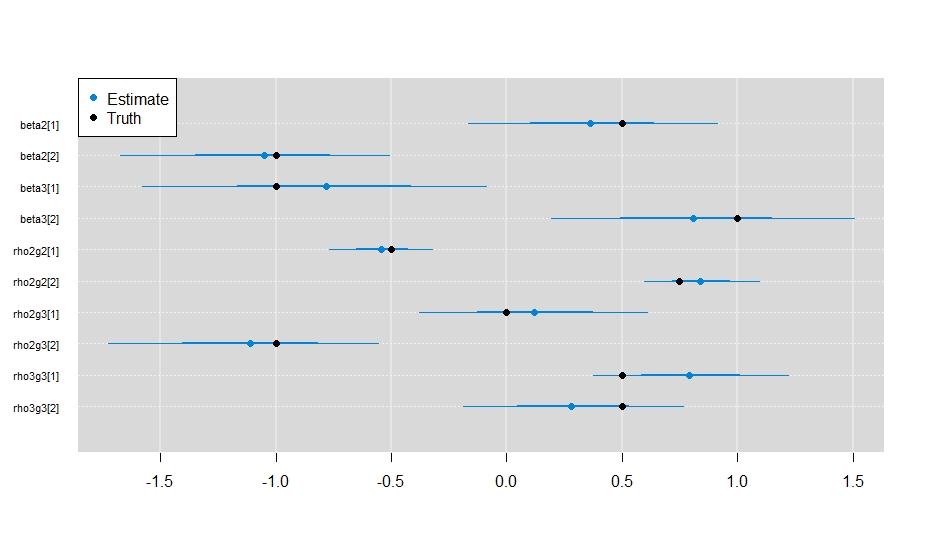 Estimate
Truth
beta2[1]
beta2[2]
beta3[1]
beta3[2]
rho2g2[1]
rho2g2[2]
rho2g3[1]
rho2g3[2]
rho3g3[1]
rho3g3[2]
-1.5 -1.0 -0.5 0.0 0.5 1.0 1.5